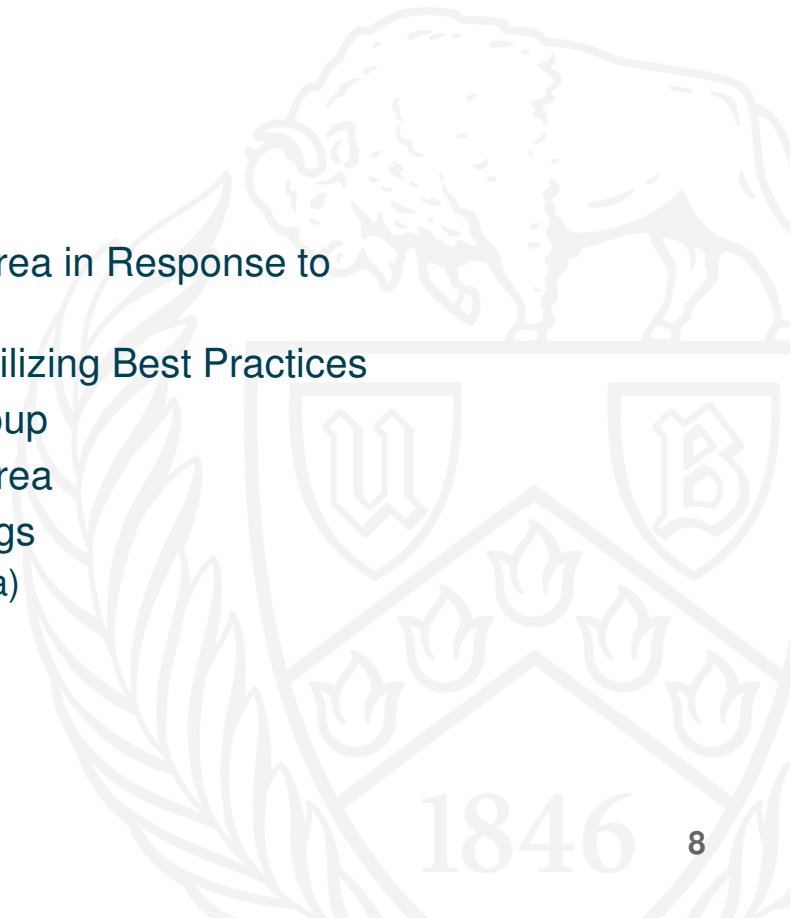 rea in Response to
ilizing Best Practices
oup
rea
gs
a)
U B
1846
8